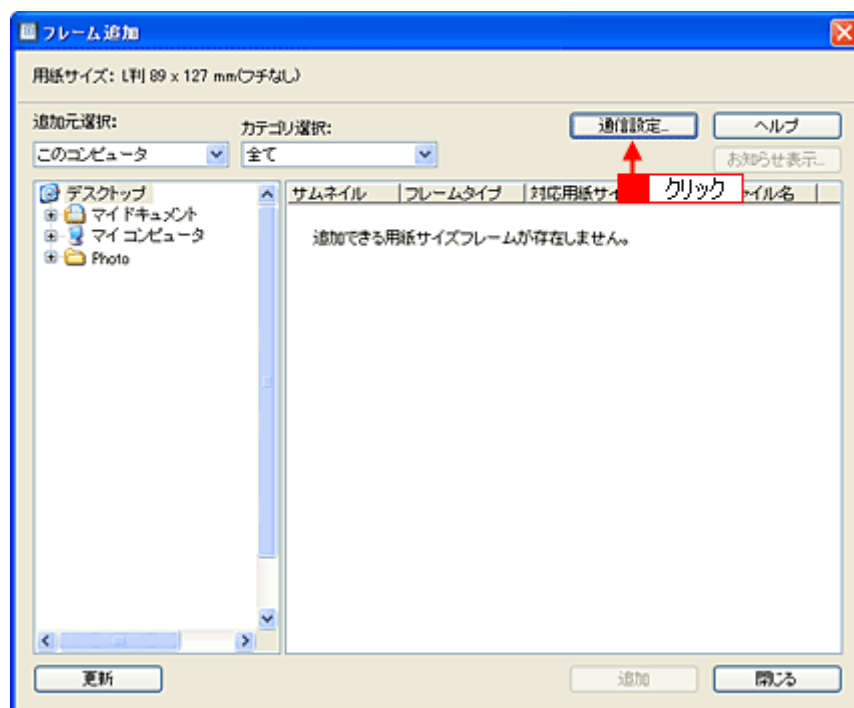 フレーム追加
用紙サイズ: L判 89 x 127 mm(フチなし)
追加元選択:
カテゴリ選択:
通信設定...
ヘルプ
このコンピュータ
全て
お知らせ表示...
デスクトップ
マイドキュメント
マイ コンピュータ
Photo
サムネイル
フレームタイプ
対応用紙サイ
クリック
イル名
追加できる用紙サイズフレームが存在しません。
更新
追加
閉じる